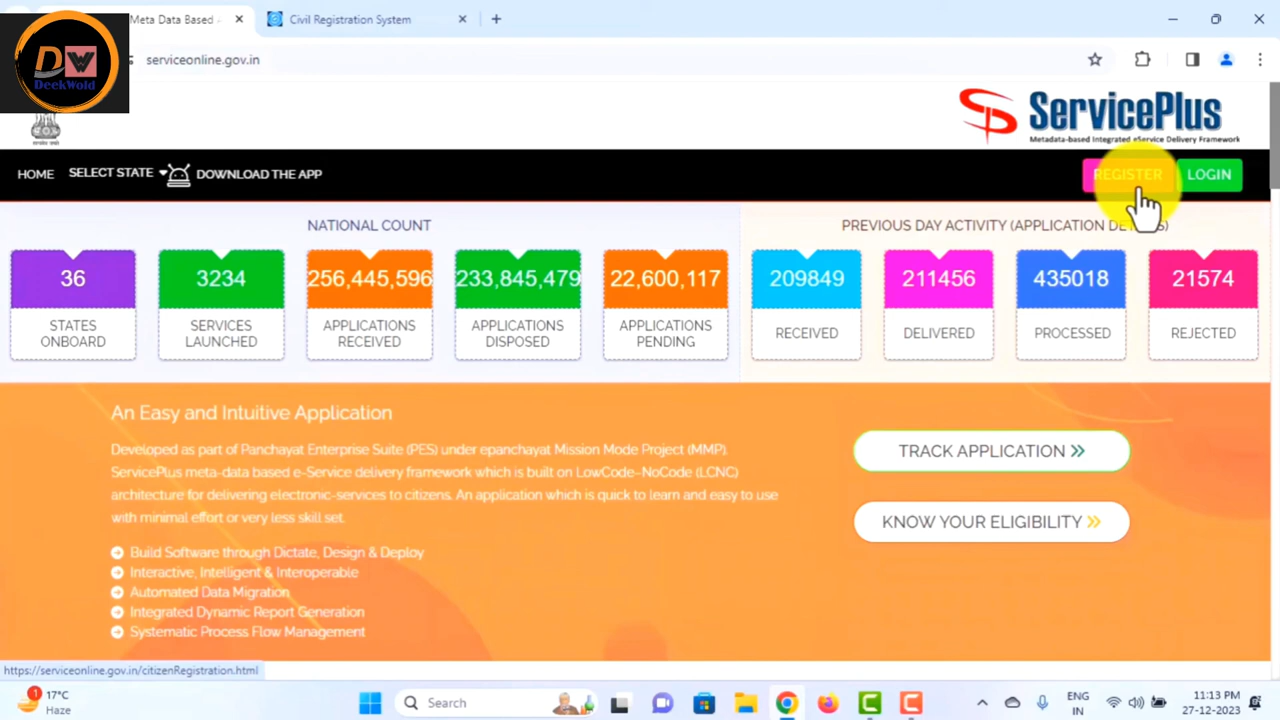 Meta Data Based
Civil Registration System
serviceonline.gov.in
DW
DeekWold
ServicePlus
Metadata-based Integrated eService Delivery Framework
HOME
SELECT STATE
DOWNLOAD THE APP
REGISTER
LOGIN
NATIONAL COUNT
PREVIOUS DAY ACTIVITY (APPLICATION DE S)
36
3234
256,445,596
233,845,479
22,600,117
209849
211456
435018
21574
STATES
ONBOARD
SERVICES
LAUNCHED
APPLICATIONS
RECEIVED
APPLICATIONS
DISPOSED
APPLICATIONS
PENDING
RECEIVED
DELIVERED
PROCESSED
REJECTED
An Easy and Intuitive Application
Developed as part of Panchayat Enterprise Suite (PES) under epanchayat Mission Mode Project (MMP).
ServicePlus meta-data based e-Service delivery framework which is built on LowCode-NoCode (LCNC)
architecture for delivering electronic-services to citizens. An application which is quick to learn and easy to use
with minimal effort or very less skill set.
Build Software through Dictate, Design & Deploy
Interactive, Intelligent & Interoperable
Automated Data Migration
Integrated Dynamic Report Generation
Systematic Process Flow Management
TRACK APPLICATION
KNOW YOUR ELIGIBILITY
https://serviceonline.gov.in/citizenRegistration.html
1
17°C
Haze
Search
ENG
IN
11:13 PM
27-12-2023